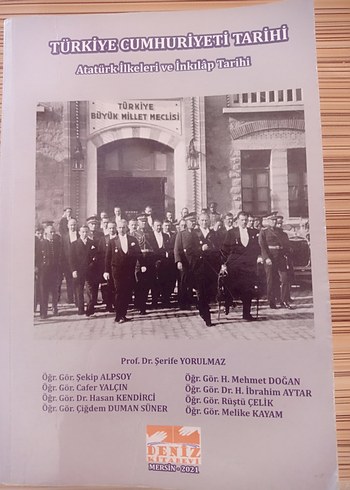 TÜRKİYE CUMHURİYETİ TARİHİ
Atatürk İlkeleri ve İnkılâp Tarihi
TÜRKİYE
BÜYÜK MİLLET MECLİSİ
Prof. Dr. Şerife YORULMAZ
Öğr. Gör. Şekip ALPSOY
Öğr. Gör. Cafer YALÇIN
Öğr. Gör. Dr. Hasan KENDİRCİ
Öğr. Gör. Çiğdem DUMAN SÜNER
Öğr. Gör. H. Mehmet DOĞAN
Öğr. Gör. Dr. H. İbrahim AYTAR
Öğr. Gör. Rüştü ÇELİK
Öğr. Gör. Melike KAYAM
DENİZ
KİTABEVİ
MERSİN - 2021